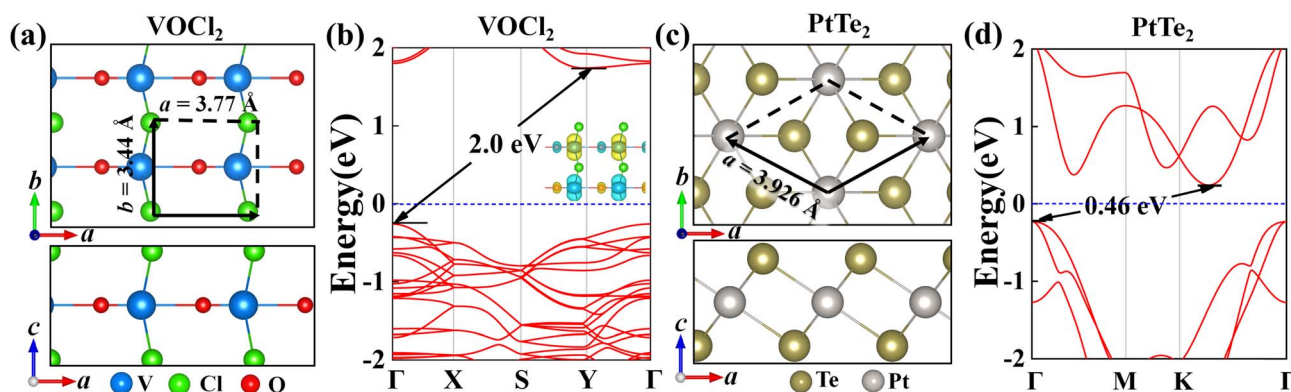 (a)
VOCl₂
a = 3.77 Å
b = 3.44 Å
b
a
c
a
V
Cl
O
(b)
VOCl₂
Energy(eV)
2
1
0
-1
-2
2.0 eV
Γ X S Y Γ
(c)
PtTe₂
a = 3.926 Å
b
a
c
a
Te
Pt
(d)
PtTe₂
Energy(eV)
2
1
0
-1
-2
0.46 eV
Γ M K Γ